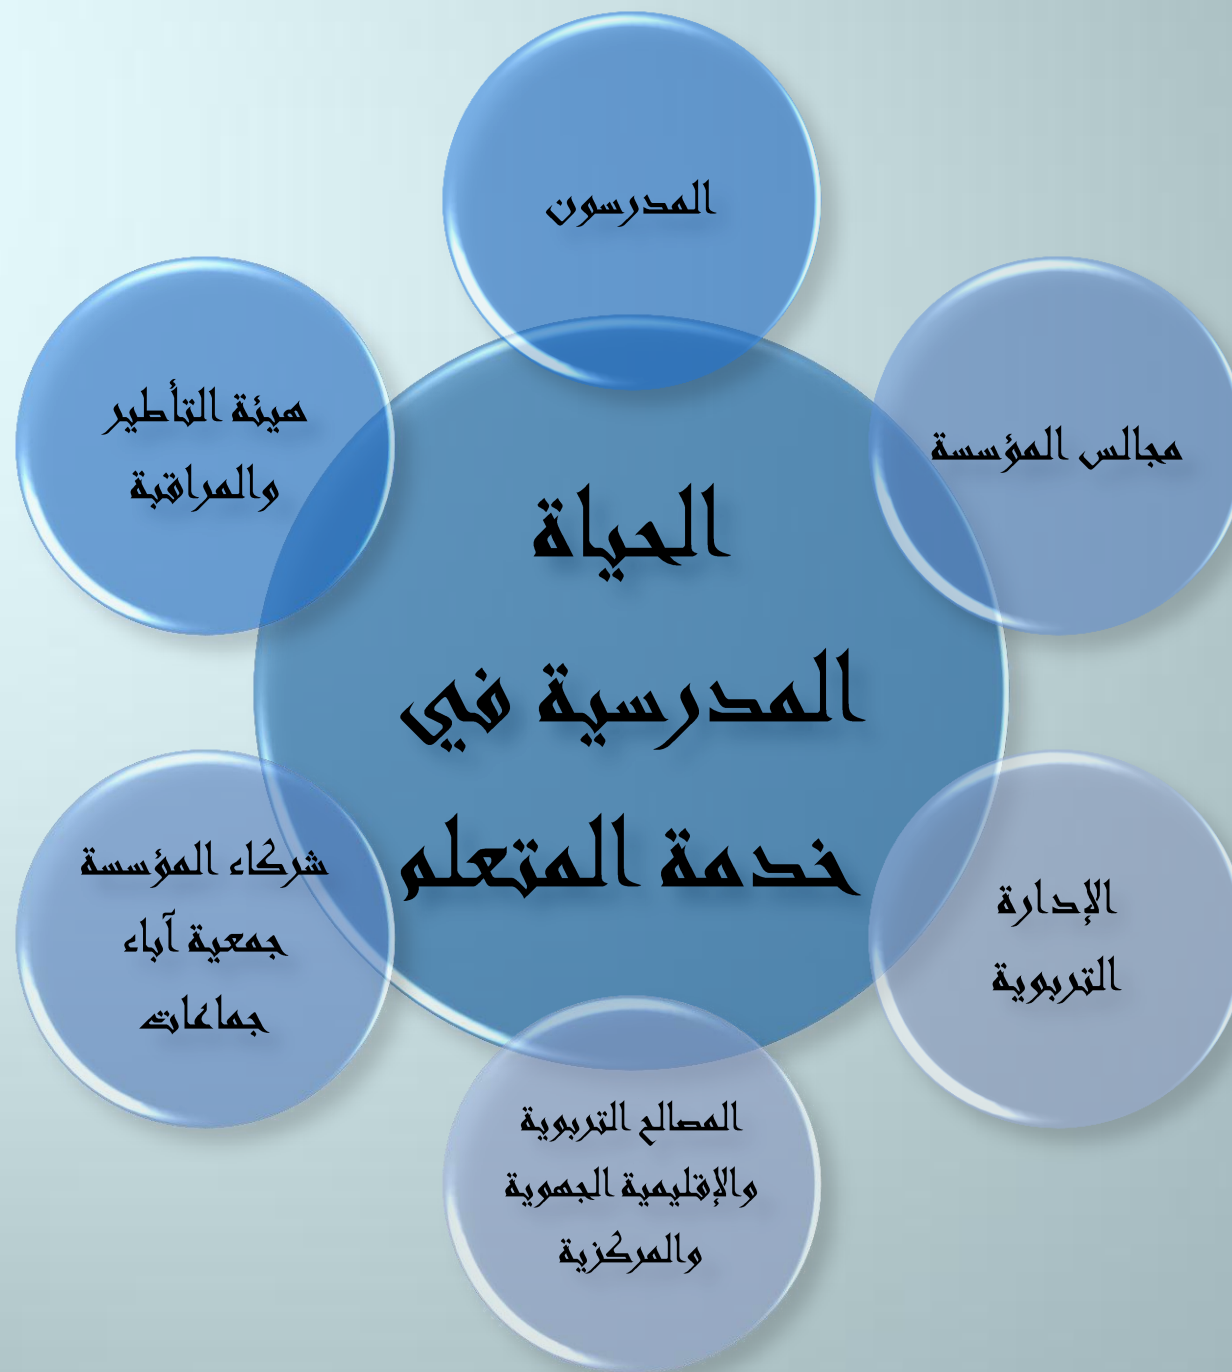 المدرسون
مجالس المؤسسة
الإدارة
التربوية
المصالح التربوية
والإقليمية الجهوية
والمركزية
شركاء المؤسسة
جمعية آباء
جماعات
هيئة التأطير
والمراقبة
الحياة
المدرسية في
خدمة المتعلم